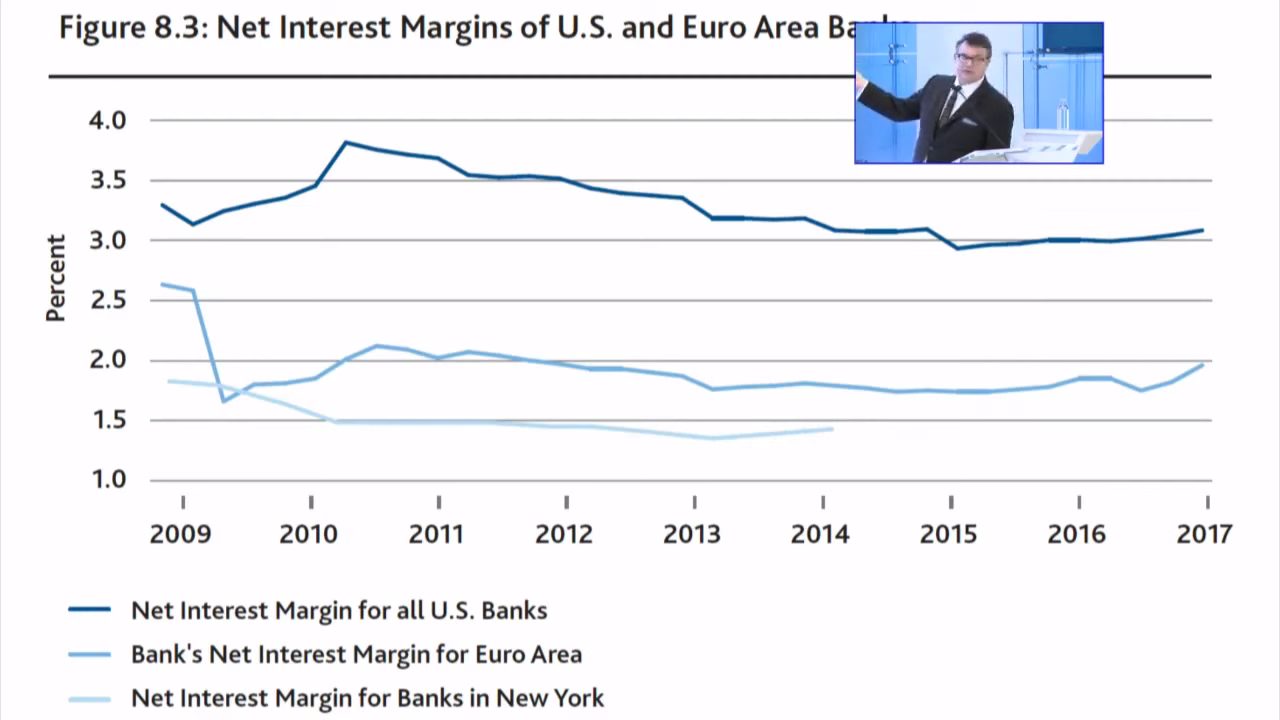 Figure 8.3: Net Interest Margins of U.S. and Euro Area
4.0
3.5
3.0
2.5
2.0
1.5
1.0
Percent
2009 2010 2011 2012 2013 2014 2015 2016 2017
Net Interest Margin for all U.S. Banks
Bank's Net Interest Margin for Euro Area
Net Interest Margin for Banks in New York